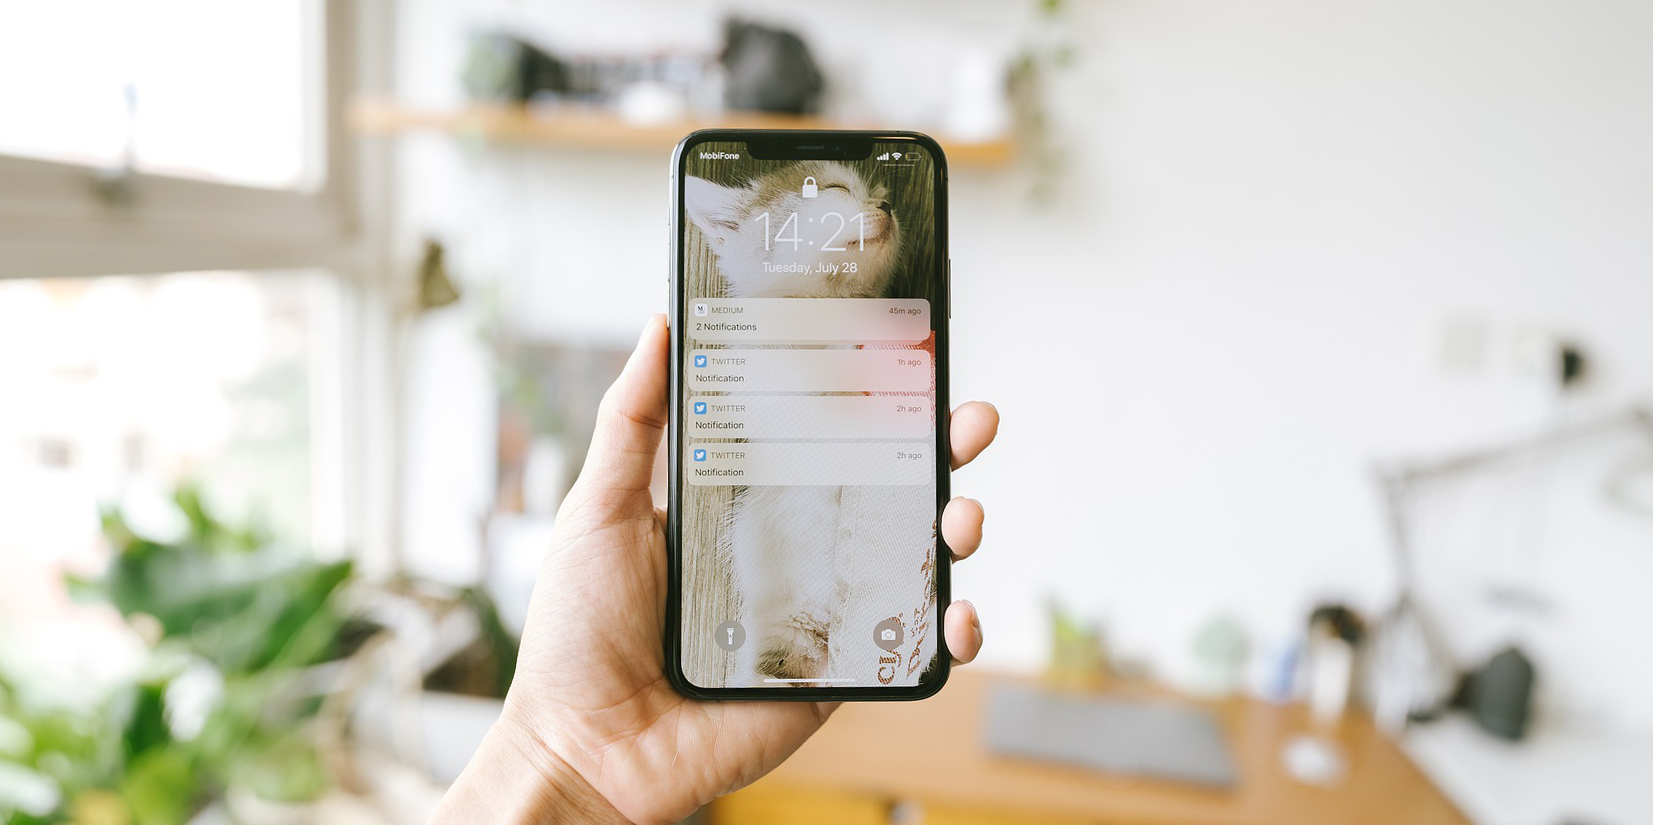 MobiFone
14:21
Tuesday, July 28
MEDIUM 45m ago
2 Notifications
TWITTER 1h ago
Notification
TWITTER 2h ago
Notification
TWITTER 2h ago
Notification